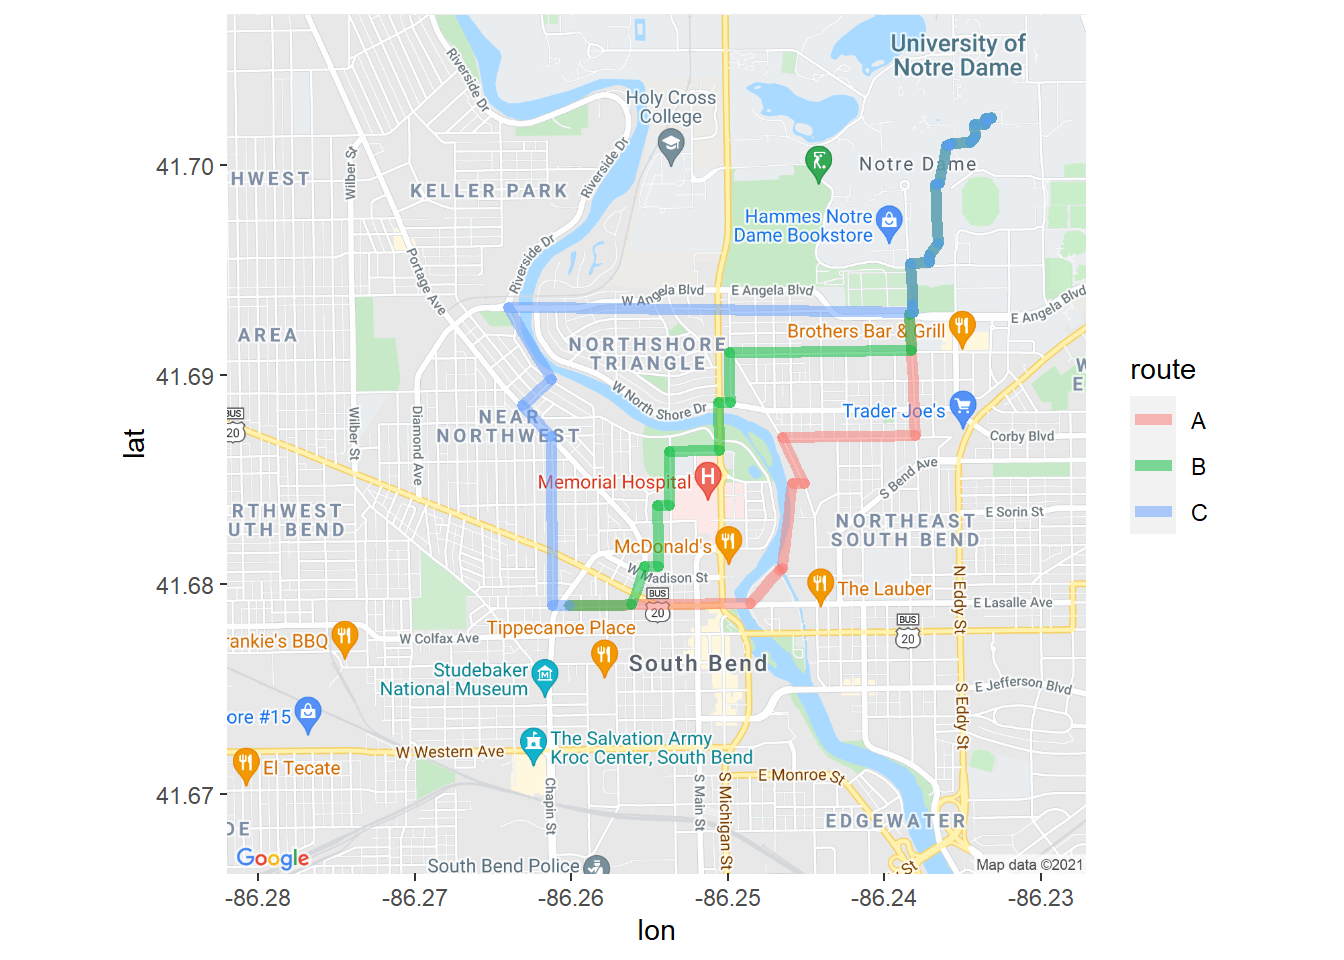 University of
Notre Dame
Riverside Dr
Holy Cross
College
Wilber St
HWEST
KELLER PARK
Riverside Dr
Notre Dame
41.70
Hammes Notre
Dame Bookstore
Portage Ave
Riverside Dr
W Angela Blvd
E Angela Blvd
E Angela Blvd
AREA
Brothers Bar & Grill
NORTHSHORE
TRIANGLE
W
E
41.69
route
A
B
C
lat
BUS
20
Wilber St
Diamond Ave
NEAR
NORTHWEST
W North Shore Dr
Trader Joe's
Corby Blvd
S Bend Ave
Memorial Hospital
H
RTHWEST
UTH BEND
NORTHEAST
SOUTH BEND
E Sorin St
McDonald's
W Madison St
41.68
BUS
20
The Lauber
N Eddy St
E Lasalle Ave
Tippecanoe Place
W Colfax Ave
BUS
20
rankie's BBQ
South Bend
Studebaker
National Museum
E Jefferson Blvd
S Eddy St
ore #15
W Western Ave
The Salvation Army
Kroc Center, South Bend
El Tecate
E Monroe St
41.67
Chapin St
S Main St
S Michigan St
DE
EDGEWATER
Google
South Bend Police
St
Map data ©2021
-86.28
-86.27
-86.26
-86.25
-86.24
-86.23
lon